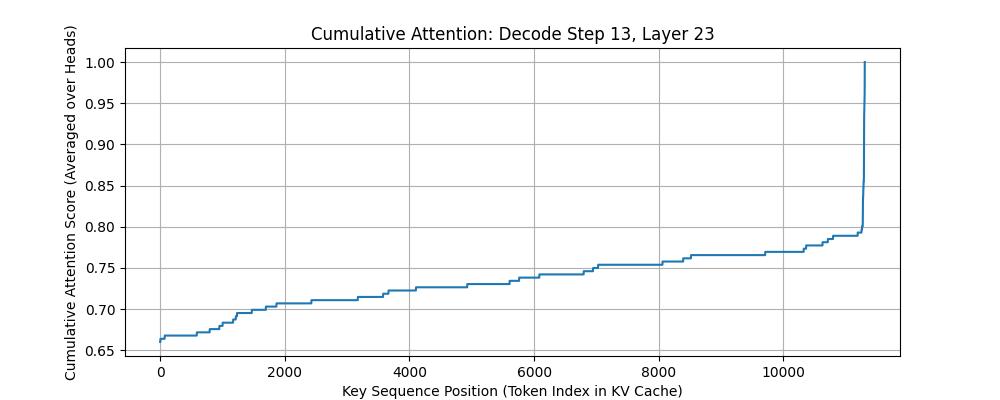 Cumulative Attention: Decode Step 13, Layer 23
Cumulative Attention Score (Averaged over Heads)
1.00
0.95
0.90
0.85
0.80
0.75
0.70
0.65
0 2000 4000 6000 8000 10000
Key Sequence Position (Token Index in KV Cache)